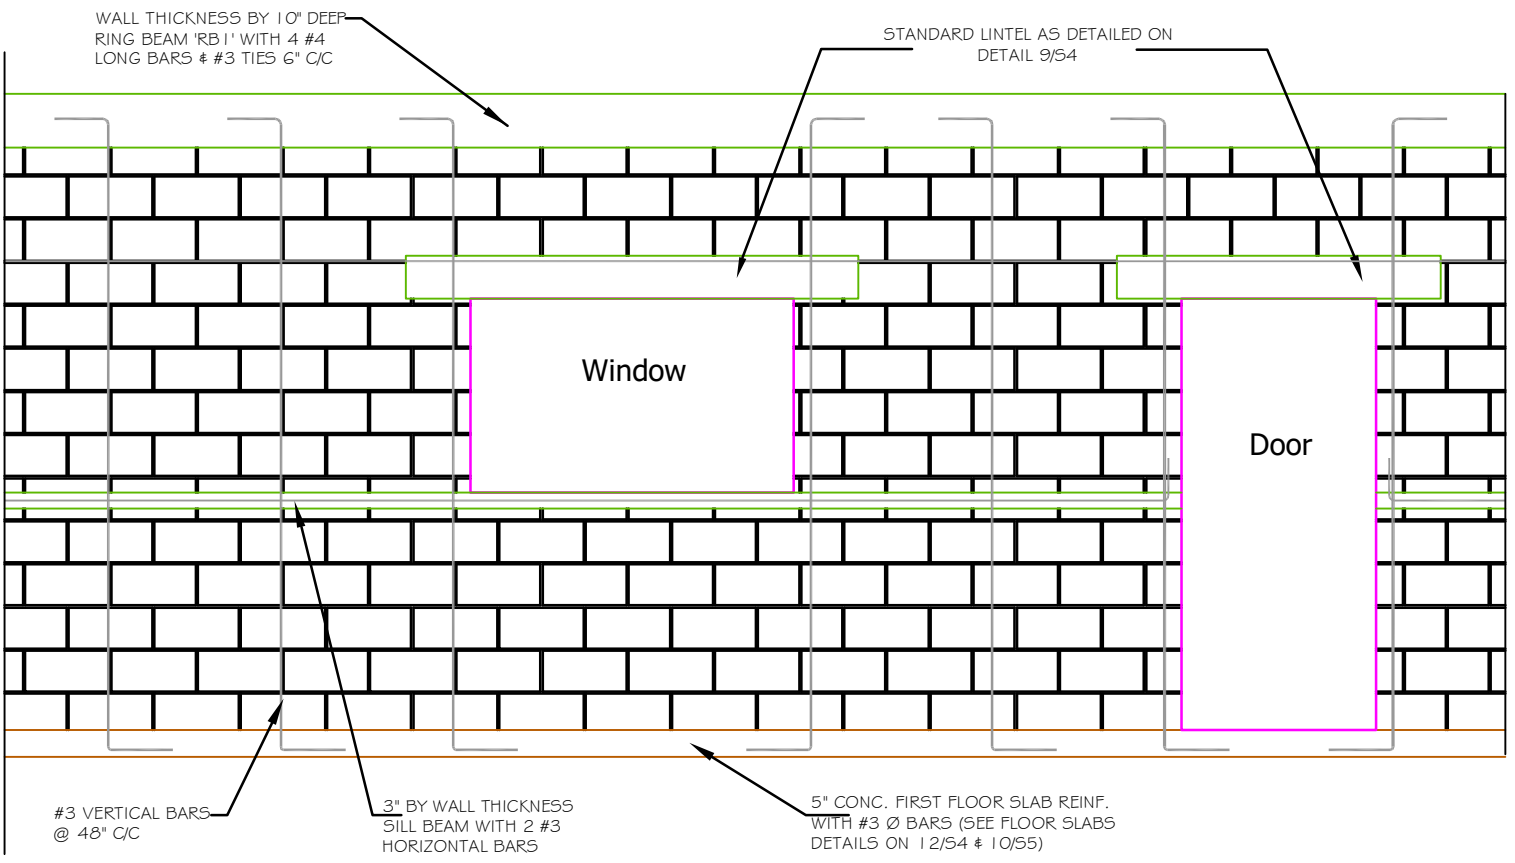 WALL THICKNESS BY 10" DEEP
RING BEAM 'RB1' WITH 4 #4
LONG BARS & #3 TIES 6" C/C
STANDARD LINTEL AS DETAILED ON
DETAIL 9/S4
Window
Door
#3 VERTICAL BARS
@ 48" C/C
3" BY WALL THICKNESS
SILL BEAM WITH 2 #3
HORIZONTAL BARS
5" CONC. FIRST FLOOR SLAB REINF.
WITH #3 Ø BARS (SEE FLOOR SLABS
DETAILS ON 12/S4 & 10/S5)